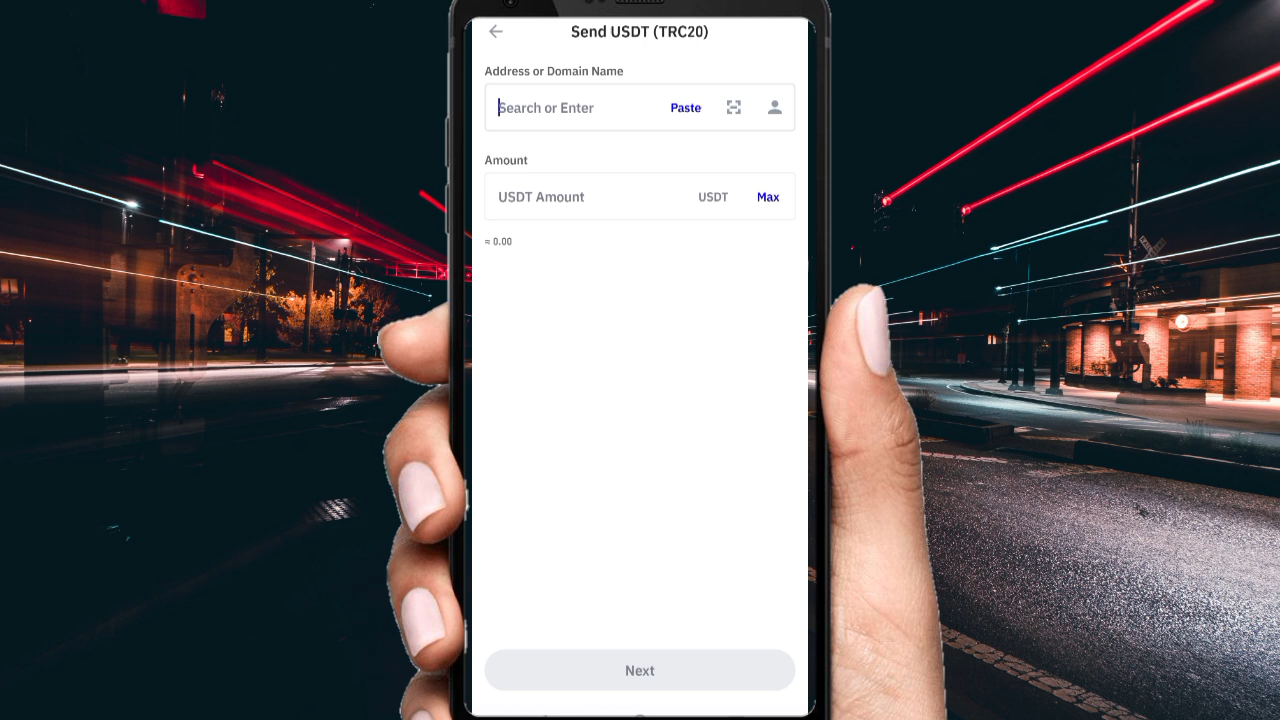 Send USDT (TRC20)
Address or Domain Name
Search or Enter Paste
Amount
USDT Amount USDT Max
≈ 0.00
Next